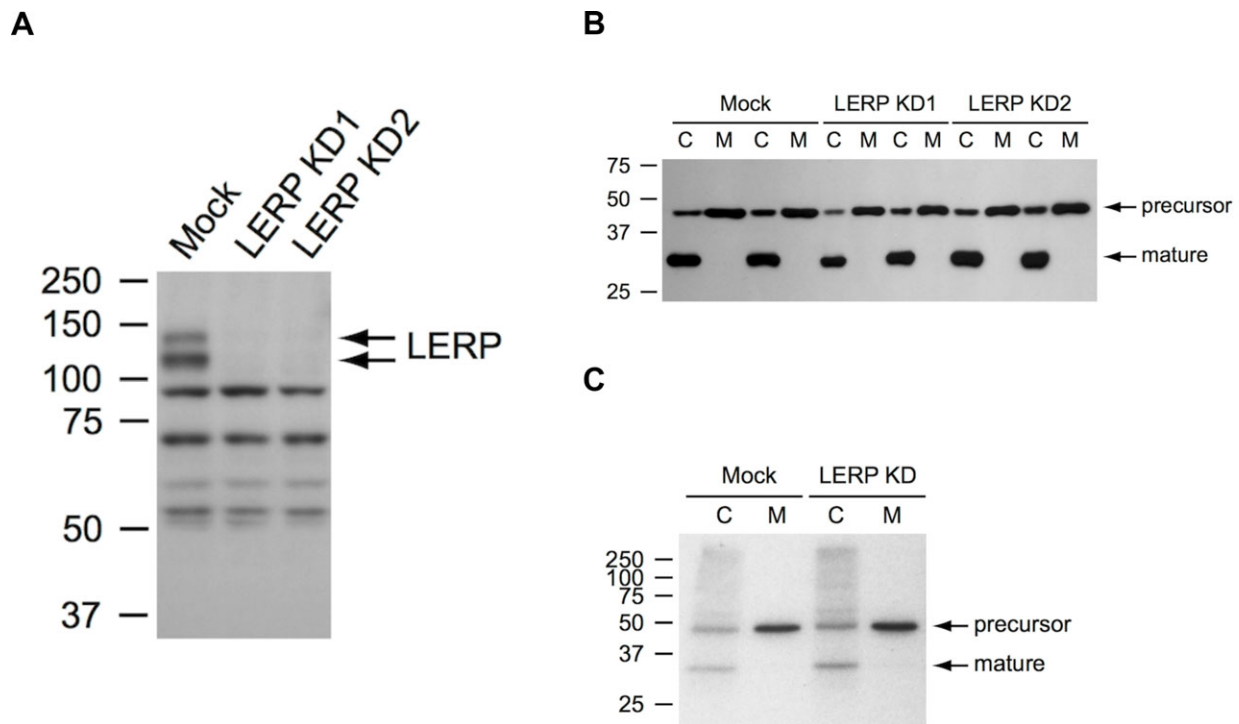 A
Mock
LERP KD1
LERP KD2
250
150
100
75
50
37
LERP
B
Mock LERP KD1 LERP KD2
C M C M C M C M C M C M
75
50
37
25
precursor
mature
C
Mock LERP KD
C M C M
250
100
75
50
37
25
precursor
mature